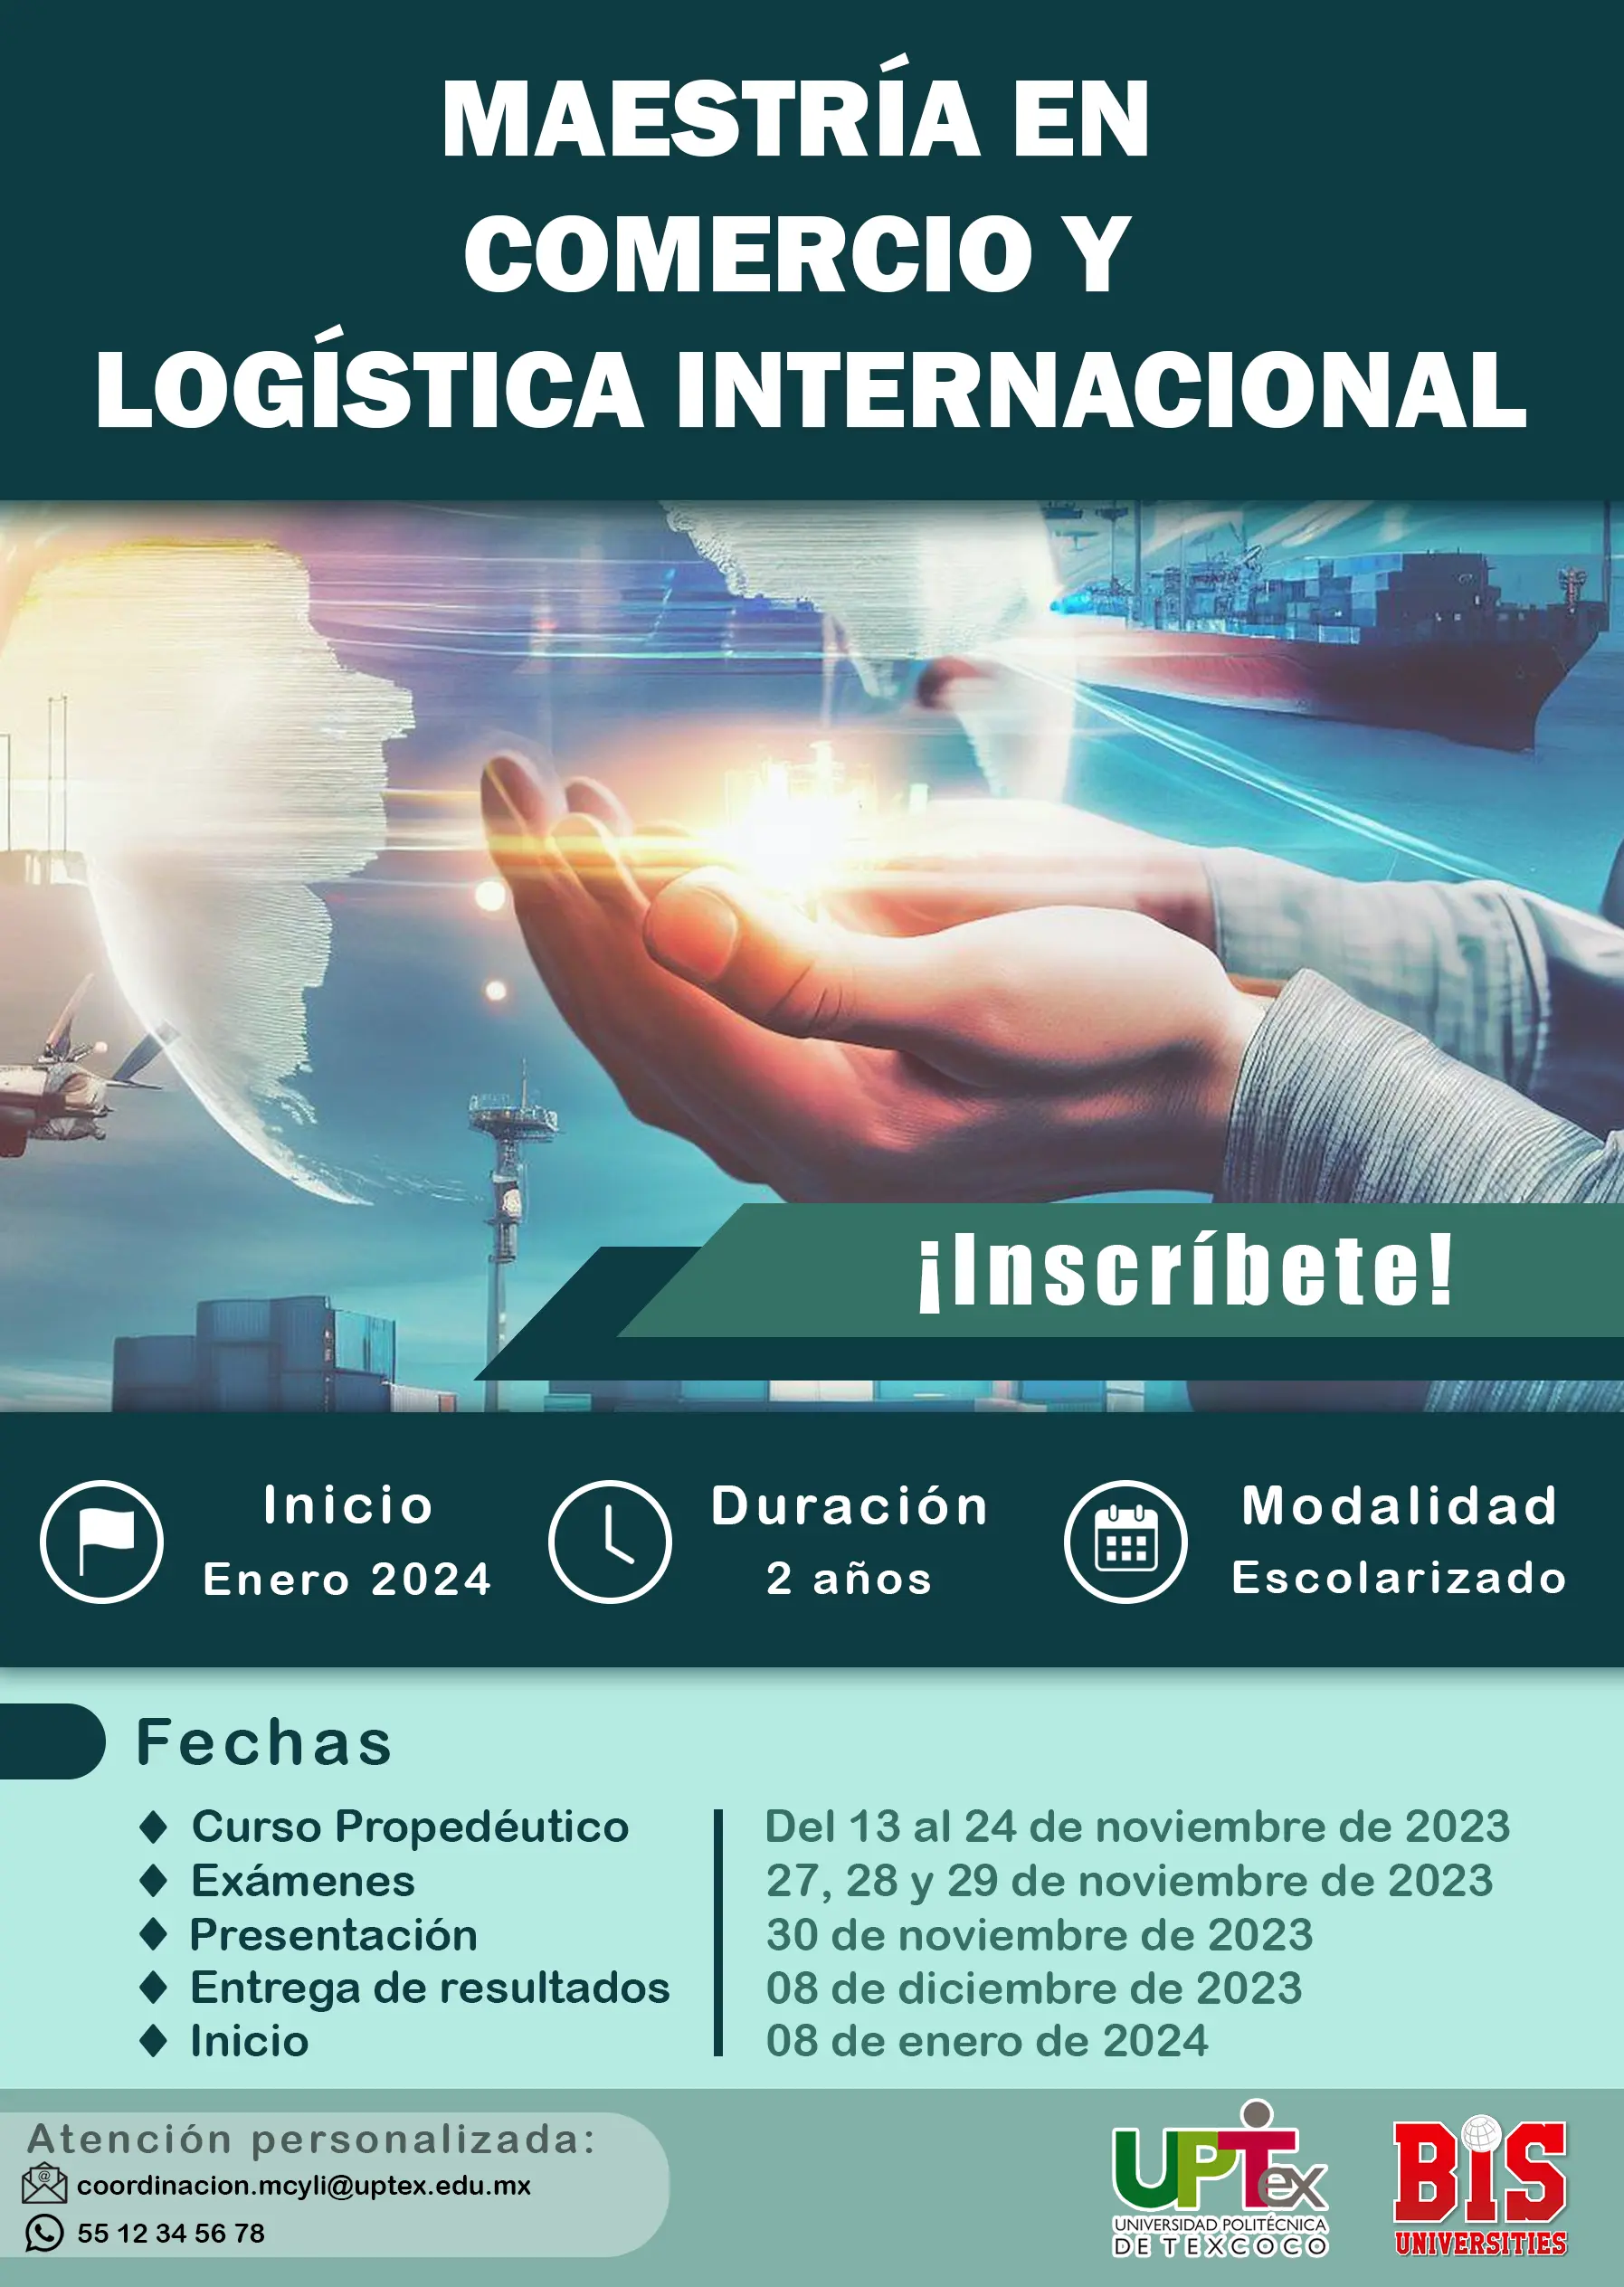 MAESTRÍA EN
COMERCIO Y
LOGÍSTICA INTERNACIONAL
¡Inscríbete!
Inicio
Enero 2024
Duración
2 años
Modalidad
Escolarizado
Fechas
Curso Propedéutico Del 13 al 24 de noviembre de 2023
Exámenes 27, 28 y 29 de noviembre de 2023
Presentación 30 de noviembre de 2023
Entrega de resultados 08 de diciembre de 2023
Inicio 08 de enero de 2024
Atención personalizada:
coordinacion.mcyli@uptex.edu.mx
55 12 34 56 78
UPTex
UNIVERSIDAD POLITÉCNICA
DE TEXCOCO
BIS
UNIVERSITIES